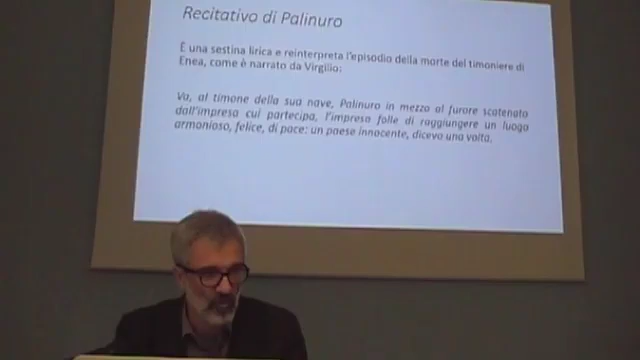 Recitativo di Palinuro
È una sestina lirica e reinterpreta l'episodio della morte del timoniere di
Enea, come è narrato da Virgilio:
Va, al timone della sua nave, Palinuro in mezzo al furore scatenato
dall'impresa cui partecipa, l'impresa folle di raggiungere un luogo
armonioso, felice, di pace: un paese innocente, dicevo una volta.